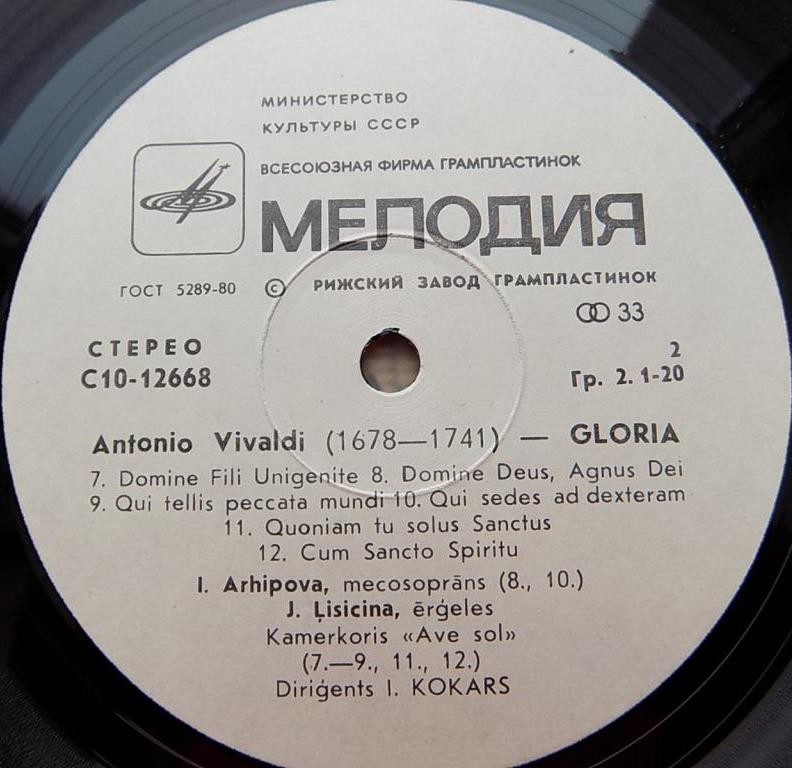 МИНИСТЕРСТВО
КУЛЬТУРЫ СССР
ВСЕСОЮЗНАЯ ФИРМА ГРАМПЛАСТИНОК
МЕЛОДИЯ
ГОСТ 5289-80 © РИЖСКИЙ ЗАВОД ГРАМПЛАСТИНОК
33
СТЕРЕО 2
С10-12668 Гр. 2. 1-20
Antonio Vivaldi (1678—1741) — GLORIA
7. Domine Fili Unigenite 8. Domine Deus, Agnus Dei
9. Qui tellis peccata mundi 10. Qui sedes ad dexteram
11. Quoniam tu solus Sanctus
12. Cum Sancto Spiritu
I. Arhipova, mecosoprāns (8., 10.)
J. Ļisicina, ērģeles
Kamerkoris «Ave sol»
(7.—9., 11., 12.)
Diriģents I. KOKARS